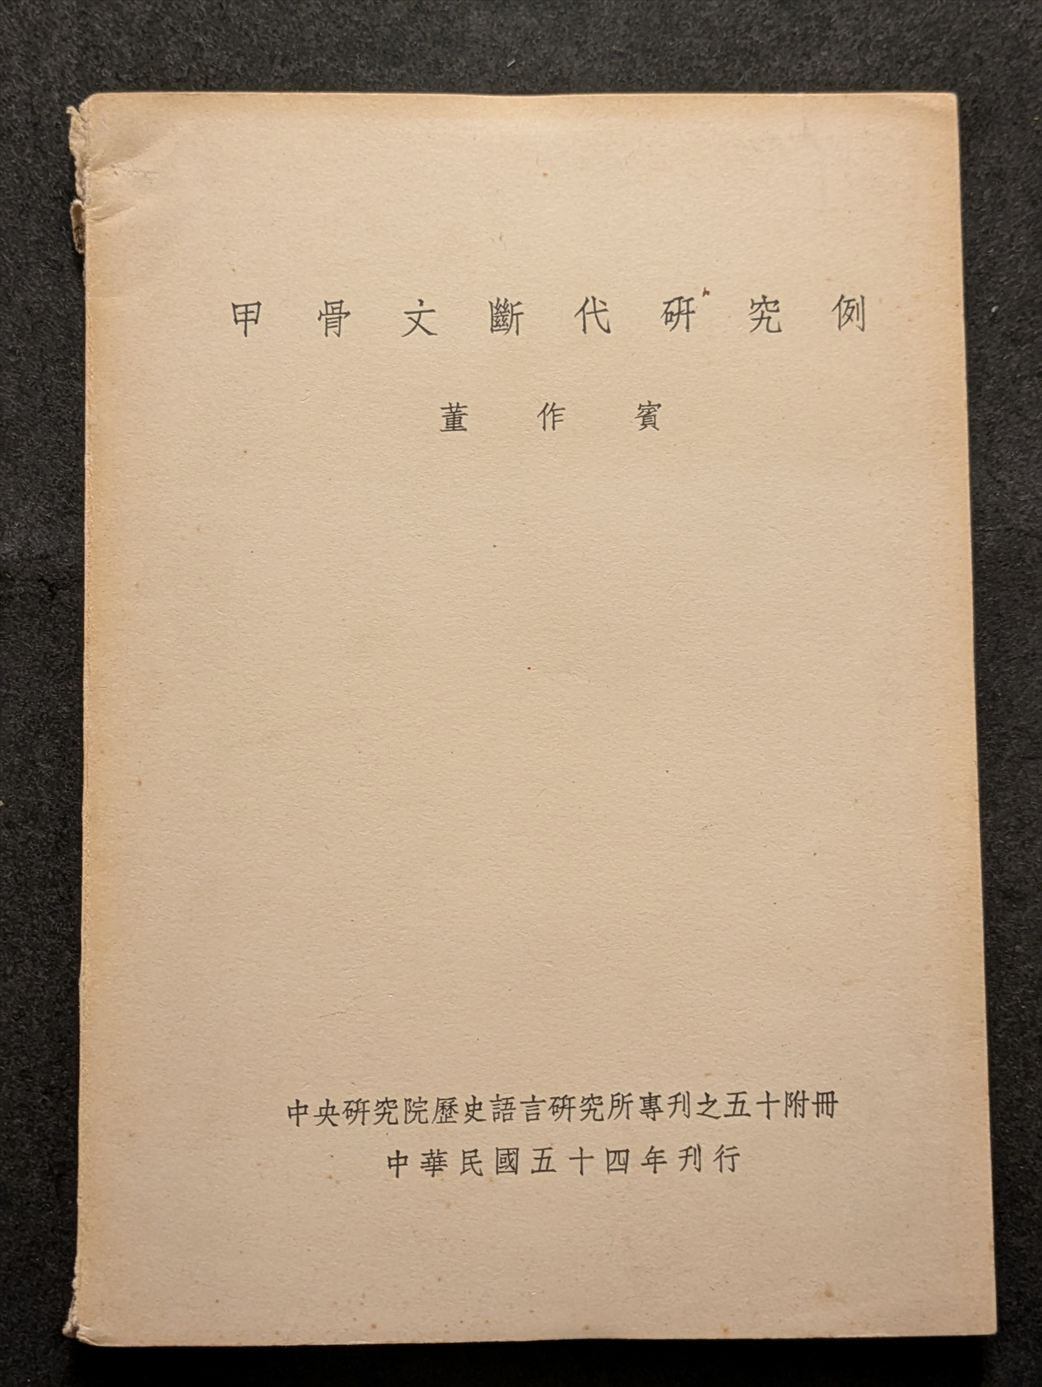 甲骨文斷代研究例
董作賓
中央研究院歷史語言研究所專刊之五十附冊
中華民國五十四年刊行